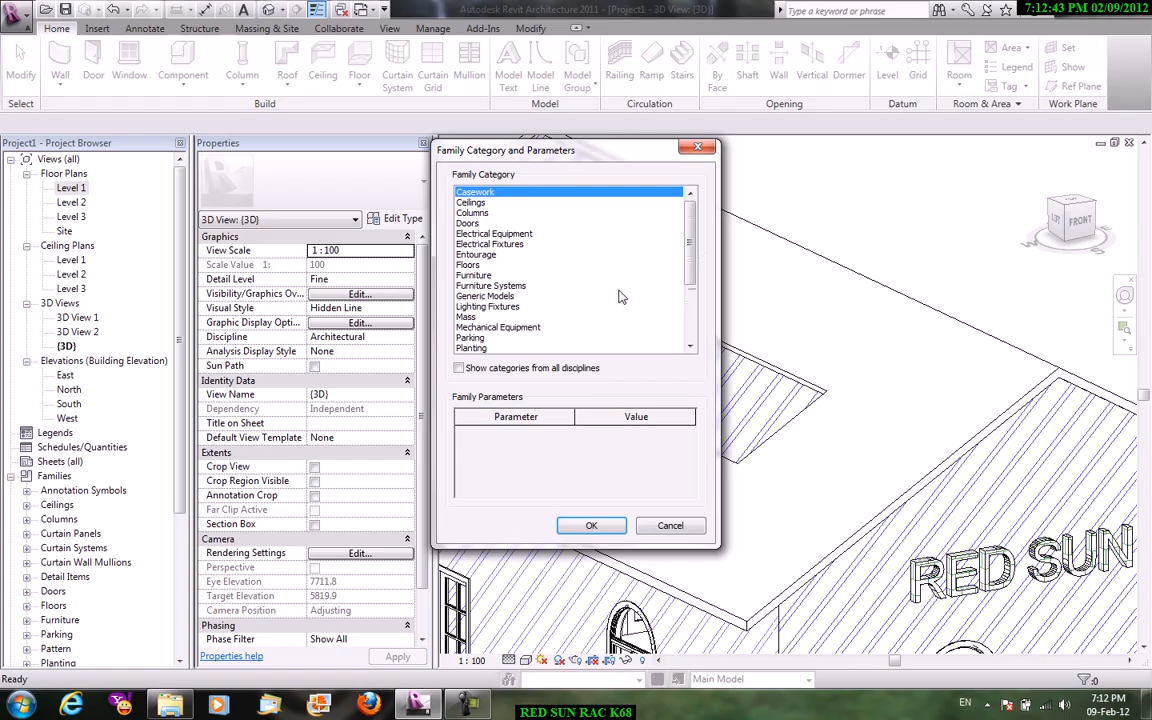 Autodesk Revit Architecture 2011 - [Project1 - 3D View: {3D}]
Type a keyword or phrase
7:12:43 PM 02/09/2012
Home Insert Annotate Structure Massing & Site Collaborate View Manage Add-Ins Modify
Modify Wall Door Window Component Column Roof Ceiling Floor Curtain System Curtain Grid Mullion Model Text Model Line Model Group Railing Ramp Stairs By Face Shaft Wall Vertical Dormer Level Grid Room Area Legend Tag Set Show Ref Plane
Select Build Model Circulation Opening Datum Room & Area Work Plane
Project1 - Project Browser
Views (all)
Floor Plans
Level 1
Level 2
Level 3
Site
Ceiling Plans
Level 1
Level 2
Level 3
3D Views
3D View 1
3D View 2
{3D}
Elevations (Building Elevation)
East
North
South
West
Legends
Schedules/Quantities
Sheets (all)
Families
Annotation Symbols
Ceilings
Columns
Curtain Panels
Curtain Systems
Curtain Wall Mullions
Detail Items
Doors
Floors
Furniture
Parking
Pattern
Planting
Properties
3D View: {3D} Edit Type
Graphics
View Scale 1 : 100
Scale Value 1: 100
Detail Level Fine
Visibility/Graphics Ov... Edit...
Visual Style Hidden Line
Graphic Display Opti... Edit...
Discipline Architectural
Analysis Display Style None
Sun Path
Identity Data
View Name {3D}
Dependency Independent
Title on Sheet
Default View Template None
Extents
Crop View
Crop Region Visible
Annotation Crop
Far Clip Active
Section Box
Camera
Rendering Settings Edit...
Perspective
Eye Elevation 7711.8
Target Elevation 5819.9
Camera Position Adjusting
Phasing
Phase Filter Show All
Properties help Apply
Family Category and Parameters
Family Category
Casework
Ceilings
Columns
Doors
Electrical Equipment
Electrical Fixtures
Entourage
Floors
Furniture
Furniture Systems
Generic Models
Lighting Fixtures
Mass
Mechanical Equipment
Parking
Planting
Show categories from all disciplines
Family Parameters
Parameter Value
OK Cancel
LEFT FRONT
W S
RED SUN
1 : 100
Ready
:0 Main Model :0
EN 7:12 PM
09-Feb-12
RED SUN RAC K68